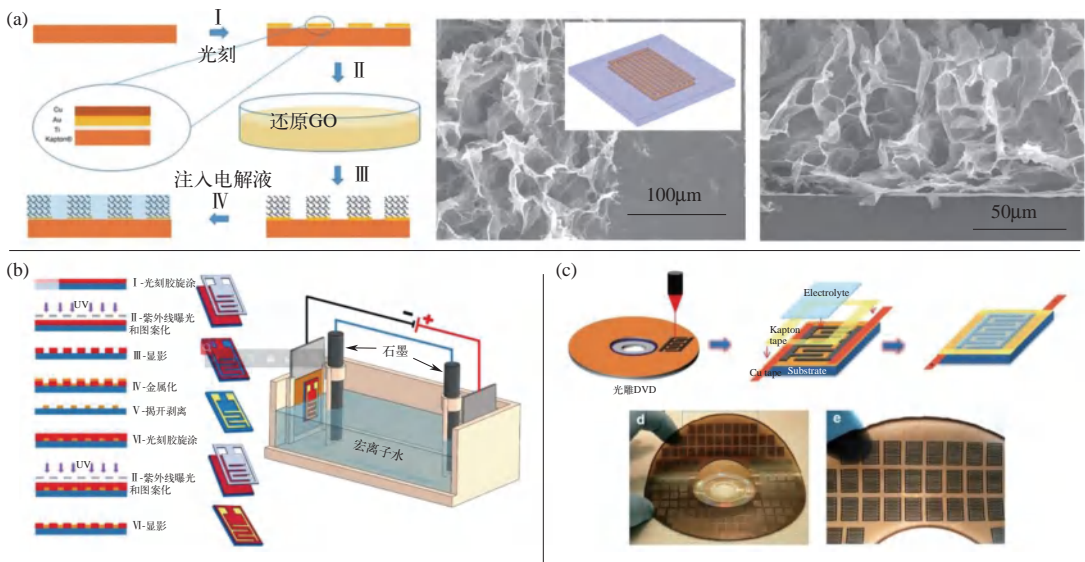 (a)
Ⅰ
光刻
Ⅱ
Cu
Au
Ti
Kapton®
还原GO
注入电解液
Ⅳ
Ⅲ
100μm
50μm
(b)
Ⅰ-光刻胶旋涂
UV
Ⅱ-紫外线曝光
和图案化
Ⅲ-显影
Ⅳ-金属化
Ⅴ-揭开剥离
Ⅵ-光刻胶旋涂
UV
Ⅱ-紫外线曝光
和图案化
Ⅵ-显影
- +
石墨
宏离子水
(c)
光雕DVD
Electrolyte
Kapton
tape
Cu tape
Substrate
d
e